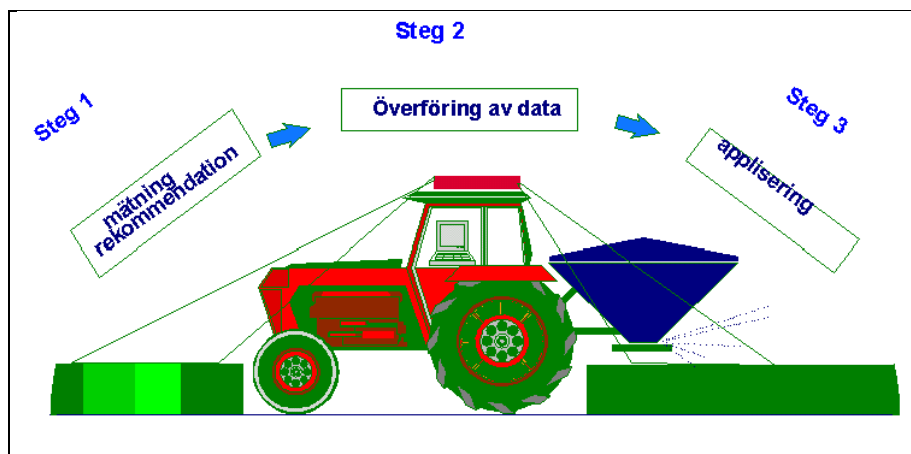 Steg 1
mätning
rekommendation
Steg 2
Överföring av data
Steg 3
applisering